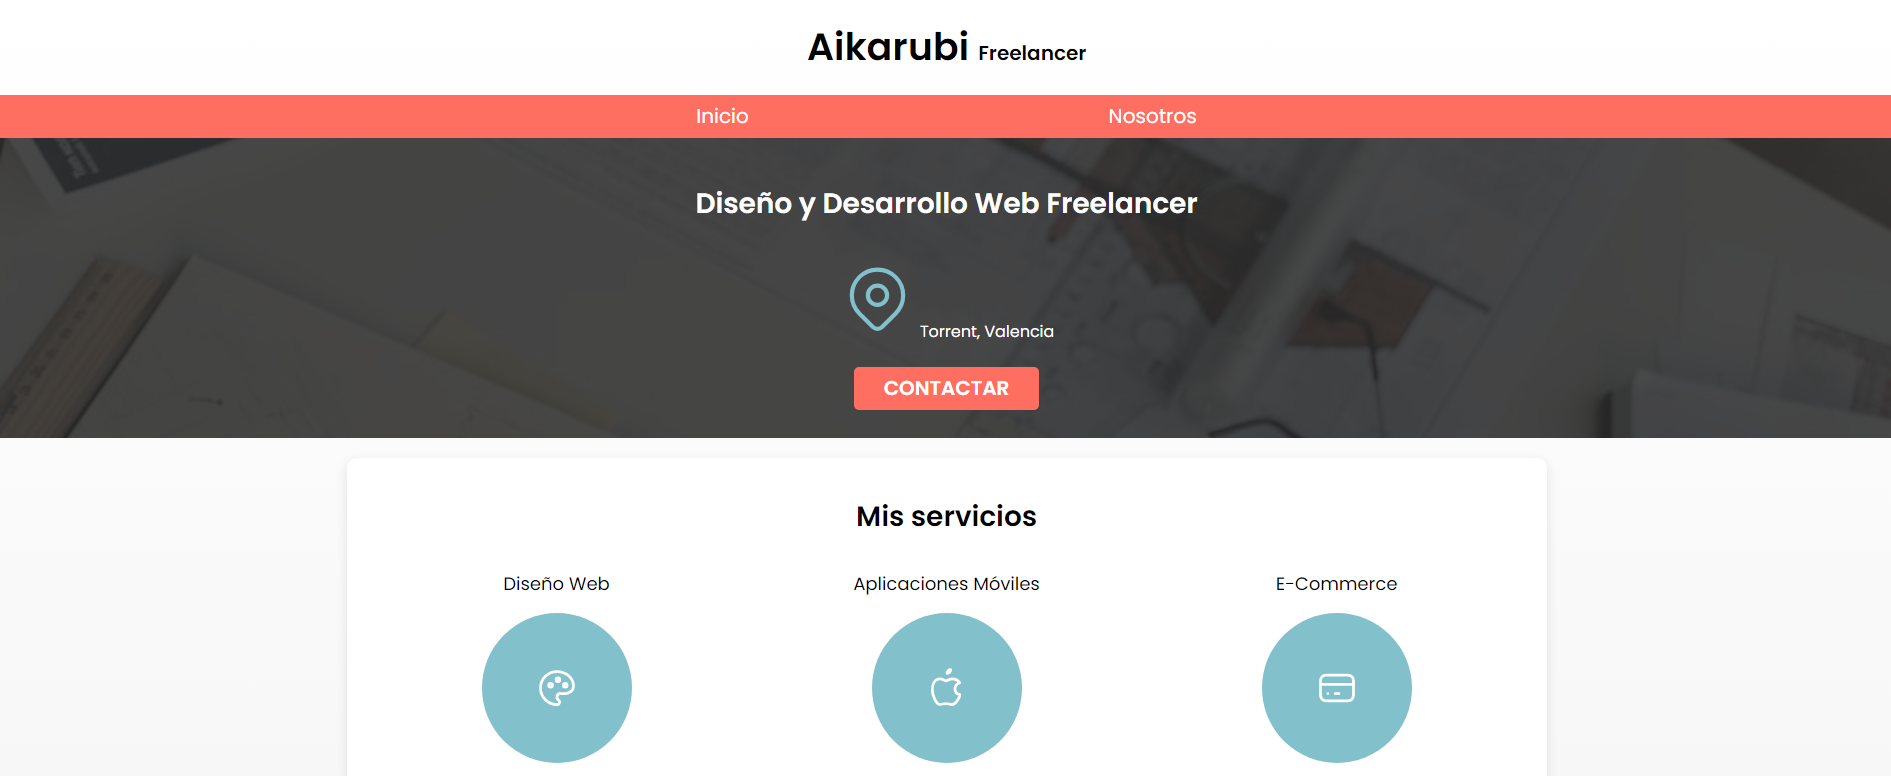 Aikarubi Freelancer
Inicio Nosotros
Diseño y Desarrollo Web Freelancer
Torrent, Valencia
CONTACTAR
Mis servicios
Diseño Web Aplicaciones Móviles E-Commerce